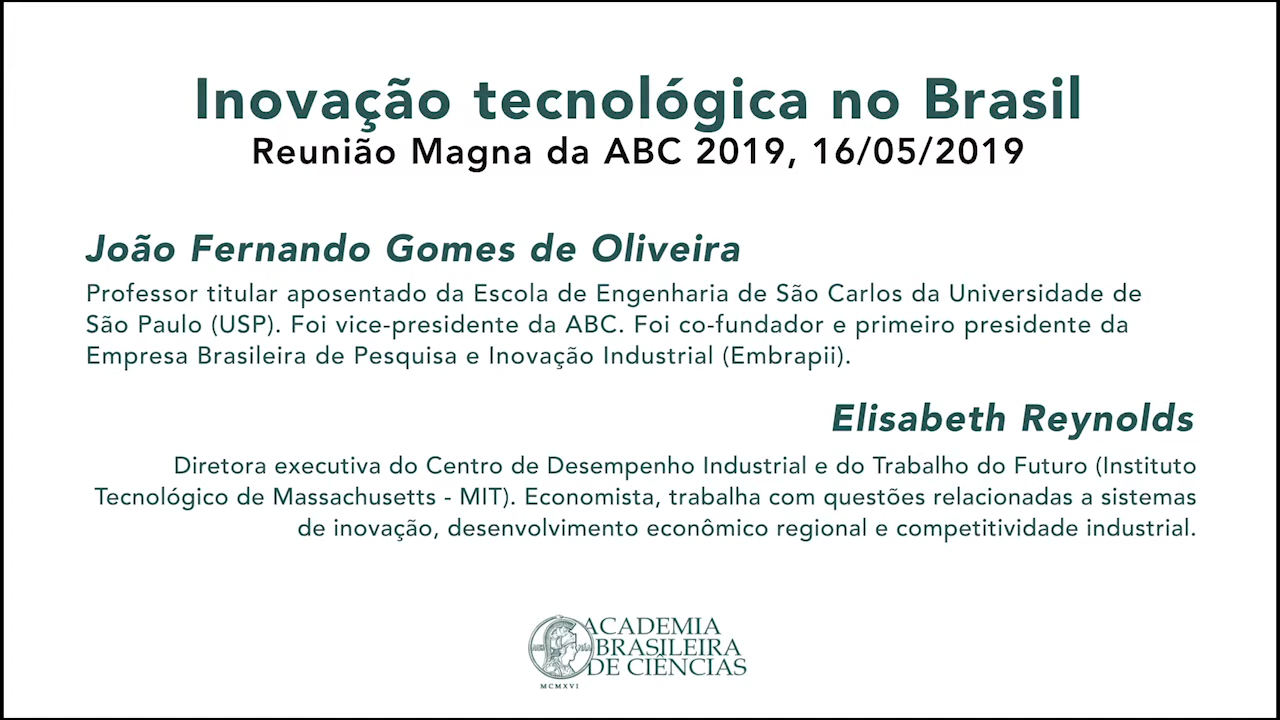 Inovação tecnológica no Brasil
Reunião Magna da ABC 2019, 16/05/2019
João Fernando Gomes de Oliveira
Professor titular aposentado da Escola de Engenharia de São Carlos da Universidade de
São Paulo (USP). Foi vice-presidente da ABC. Foi co-fundador e primeiro presidente da
Empresa Brasileira de Pesquisa e Inovação Industrial (Embrapii).
Elisabeth Reynolds
Diretora executiva do Centro de Desempenho Industrial e do Trabalho do Futuro (Instituto
Tecnológico de Massachusetts - MIT). Economista, trabalha com questões relacionadas a sistemas
de inovação, desenvolvimento econômico regional e competitividade industrial.
ACADEMIA
BRASILEIRA
DE CIÊNCIAS
MCMXVI